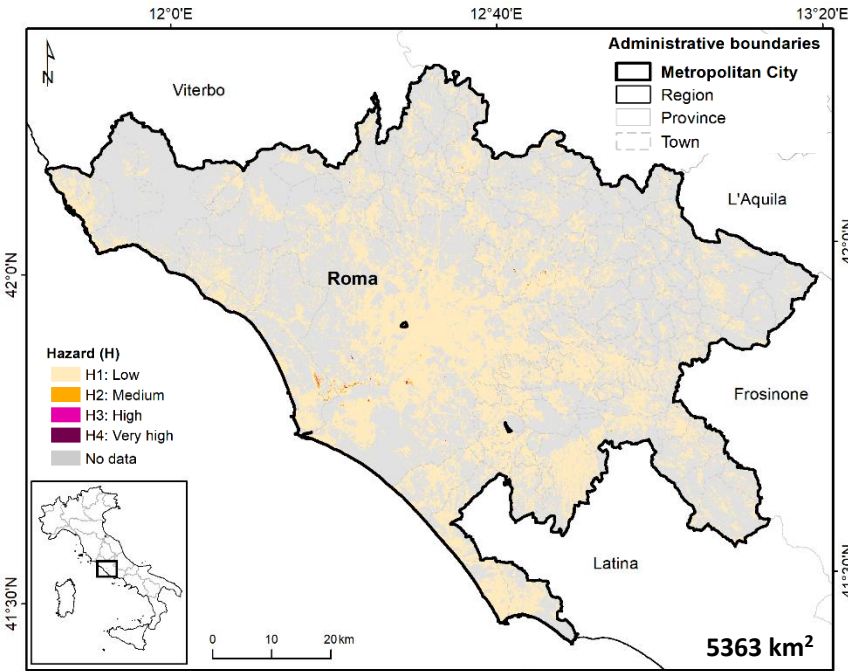 12°0'E 12°40'E 13°20'E
Administrative boundaries
Metropolitan City
Region
Province
Town
N
Viterbo
L'Aquila
42°0'N
42°0'N
Roma
Hazard (H)
H1: Low
H2: Medium
H3: High
H4: Very high
No data
Frosinone
Latina
41°30'N
41°30'N
0 10 20 km
5363 km²